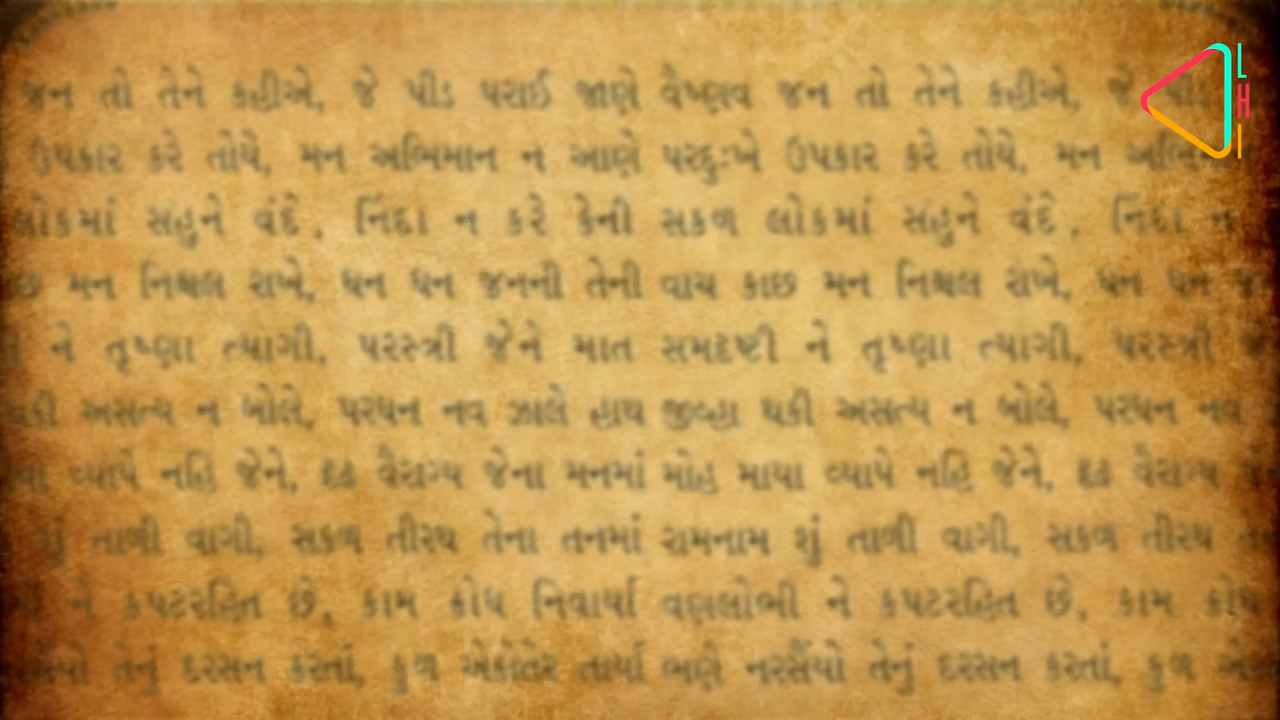 જન તો તેને કહીએ, જે પીડ પરાઈ જાણે વૈષ્ણવ જન તો તેને કહીએ, જે
ઉપકાર કરે તોયે, મન અભિમાન ન આણે પરદુઃખે ઉપકાર કરે તોયે, મન
લોકમાં સહુને વંદે, નિંદા ન કરે કેની સકળ લોકમાં સહુને વંદે, નિંદા ન
મન નિશ્ચલ રાખે, ધન ધન જનની તેની વાચ કાછ મન નિશ્ચલ રાખે, ધન ધન
ને તૃષ્ણા ત્યાગી, પરસ્ત્રી જેને માત સમદૃષ્ટી ને તૃષ્ણા ત્યાગી, પરસ્ત્રી
થકી અસત્ય ન બોલે, પરધન નવ ઝાલે હાથ જીવ્હા થકી અસત્ય ન બોલે, પરધન નવ
વ્યાપે નહિ જેને, દૃઢ વૈરાગ્ય જેના મનમાં મોહ માયા વ્યાપે નહિ જેને, દૃઢ વૈરાગ્ય
શું તાળી વાગી, સકળ તીરથ તેના તનમાં રામનામ શું તાળી વાગી, સકળ તીરથ
ને કપટરહિત છે, કામ ક્રોધ નિવાર્યા વણલોભી ને કપટરહિત છે, કામ ક્રોધ
તેનું દરસન કરતાં, કુળ એકોતેર તાર્યા ભણે નરસૈંયો તેનું દરસન કરતાં, કુળ
LHI